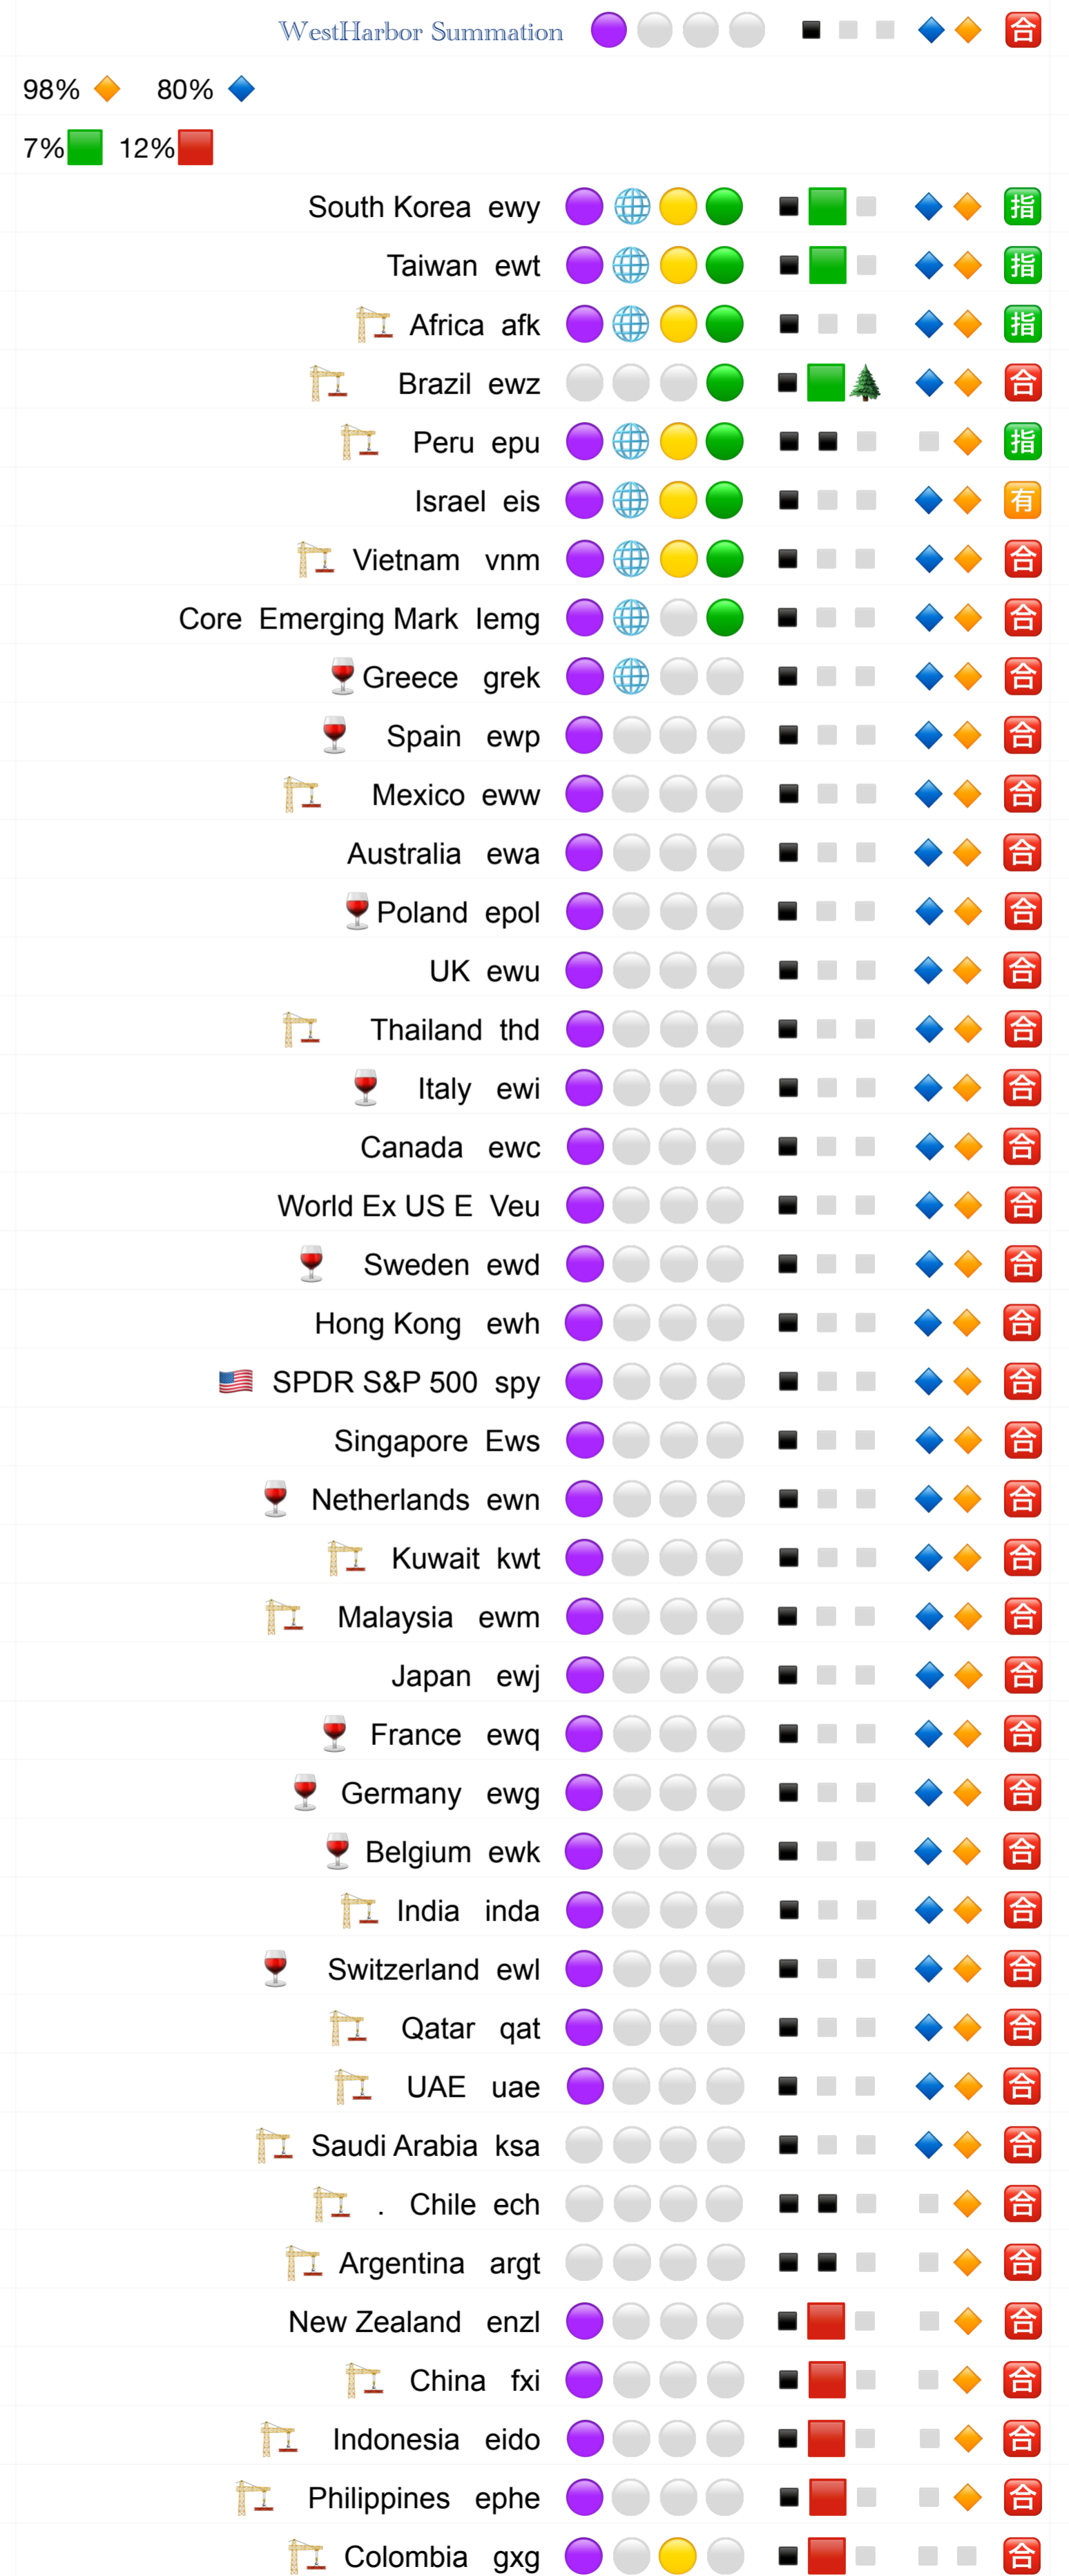 WestHarbor Summation 🟣⚪⚪⚪ ◾◽◽ 🔹🔸 🈴
98% 🔸 80% 🔹
7%🟩 12%🟥
South Korea ewy 🟣🌐🟡🟢 ◾🟩◽ 🔹🔸 🈯
Taiwan ewt 🟣🌐🟡🟢 ◾🟩◽ 🔹🔸 🈯
🏗 Africa afk 🟣🌐🟡🟢 ◾◽◽ 🔹🔸 🈯
🏗 Brazil ewz ⚪⚪⚪🟢 ◾🟩🌲 🔹🔸 🈴
🏗 Peru epu 🟣🌐🟡🟢 ◾◾◽ ◽🔸 🈯
Israel eis 🟣🌐🟡🟢 ◾◽◽ 🔹🔸 🈶
🏗 Vietnam vnm 🟣🌐🟡🟢 ◾◽◽ 🔹🔸 🈴
Core Emerging Mark Iemg 🟣🌐⚪🟢 ◾◽◽ 🔹🔸 🈴
🍷Greece grek 🟣🌐⚪⚪ ◾◽◽ 🔹🔸 🈴
🍷 Spain ewp 🟣⚪⚪⚪ ◾◽◽ 🔹🔸 🈴
🏗 Mexico eww 🟣⚪⚪⚪ ◾◽◽ 🔹🔸 🈴
Australia ewa 🟣⚪⚪⚪ ◾◽◽ 🔹🔸 🈴
🍷Poland epol 🟣⚪⚪⚪ ◾◽◽ 🔹🔸 🈴
UK ewu 🟣⚪⚪⚪ ◾◽◽ 🔹🔸 🈴
🏗 Thailand thd 🟣⚪⚪⚪ ◾◽◽ 🔹🔸 🈴
🍷 Italy ewi 🟣⚪⚪⚪ ◾◽◽ 🔹🔸 🈴
Canada ewc 🟣⚪⚪⚪ ◾◽◽ 🔹🔸 🈴
World Ex US E Veu 🟣⚪⚪⚪ ◾◽◽ 🔹🔸 🈴
🍷 Sweden ewd 🟣⚪⚪⚪ ◾◽◽ 🔹🔸 🈴
Hong Kong ewh 🟣⚪⚪⚪ ◾◽◽ 🔹🔸 🈴
🇺🇸 SPDR S&P 500 spy 🟣⚪⚪⚪ ◾◽◽ 🔹🔸 🈴
Singapore Ews 🟣⚪⚪⚪ ◾◽◽ 🔹🔸 🈴
🍷 Netherlands ewn 🟣⚪⚪⚪ ◾◽◽ 🔹🔸 🈴
🏗 Kuwait kwt 🟣⚪⚪⚪ ◾◽◽ 🔹🔸 🈴
🏗 Malaysia ewm 🟣⚪⚪⚪ ◾◽◽ 🔹🔸 🈴
Japan ewj 🟣⚪⚪⚪ ◾◽◽ 🔹🔸 🈴
🍷 France ewq 🟣⚪⚪⚪ ◾◽◽ 🔹🔸 🈴
🍷 Germany ewg 🟣⚪⚪⚪ ◾◽◽ 🔹🔸 🈴
🍷 Belgium ewk 🟣⚪⚪⚪ ◾◽◽ 🔹🔸 🈴
🏗 India inda 🟣⚪⚪⚪ ◾◽◽ 🔹🔸 🈴
🍷 Switzerland ewl 🟣⚪⚪⚪ ◾◽◽ 🔹🔸 🈴
🏗 Qatar qat 🟣⚪⚪⚪ ◾◽◽ 🔹🔸 🈴
🏗 UAE uae 🟣⚪⚪⚪ ◾◽◽ 🔹🔸 🈴
🏗 Saudi Arabia ksa ⚪⚪⚪⚪ ◾◽◽ 🔹🔸 🈴
🏗 . Chile ech ⚪⚪⚪⚪ ◾◾◽ ◽🔸 🈴
🏗 Argentina argt ⚪⚪⚪⚪ ◾◾◽ ◽🔸 🈴
New Zealand enzl 🟣⚪⚪⚪ ◾🟥◽ ◽🔸 🈴
🏗 China fxi 🟣⚪⚪⚪ ◾🟥◽ ◽🔸 🈴
🏗 Indonesia eido 🟣⚪⚪⚪ ◾🟥◽ ◽🔸 🈴
🏗 Philippines ephe 🟣⚪⚪⚪ ◾🟥◽ ◽🔸 🈴
🏗 Colombia gxg 🟣⚪🟡⚪ ◾🟥◽ ◽◽ 🈴